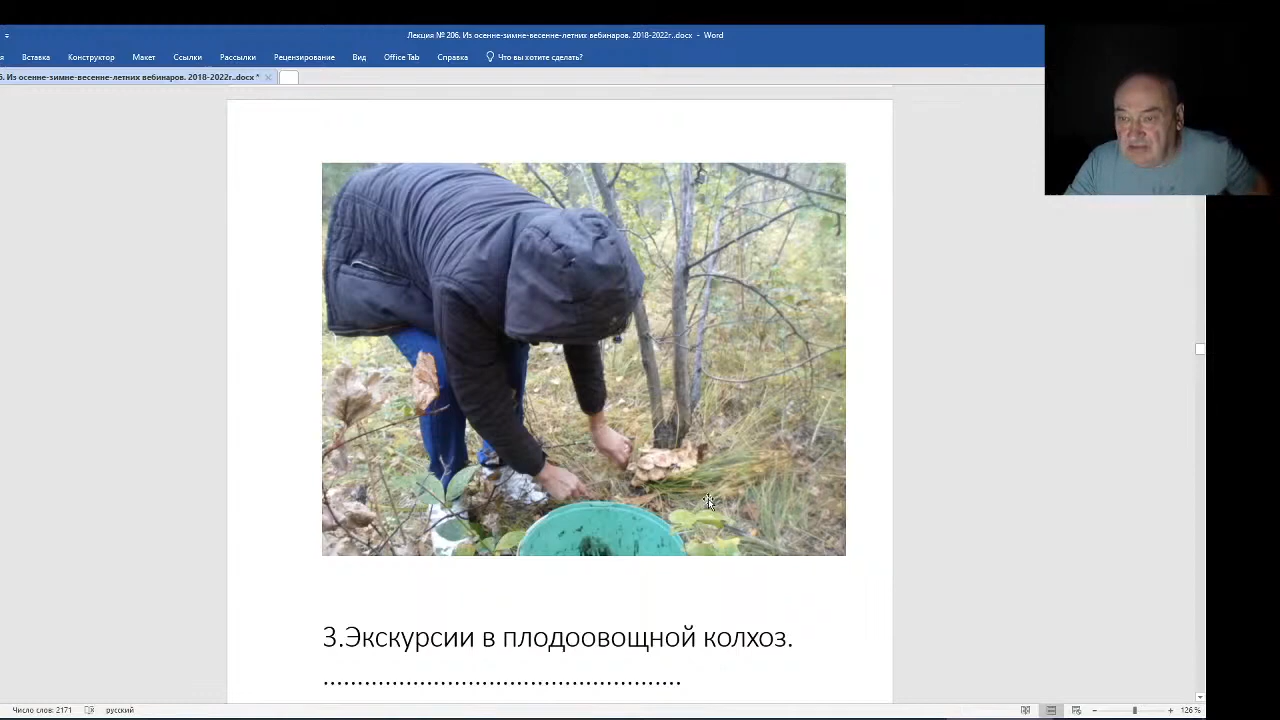 Лекция № 206. Из осенне-зимне-весенне-летних вебинаров. 2018-2022г..docx - Word
Вставка Конструктор Макет Ссылки Рассылки Рецензирование Вид Office Tab Справка Что вы хотите сделать?
6. Из осенне-зимне-весенне-летних вебинаров. 2018-2022г..docx *
3.Экскурсии в плодоовощной колхоз.
....................................................
Число слов: 2171 русский 126 %